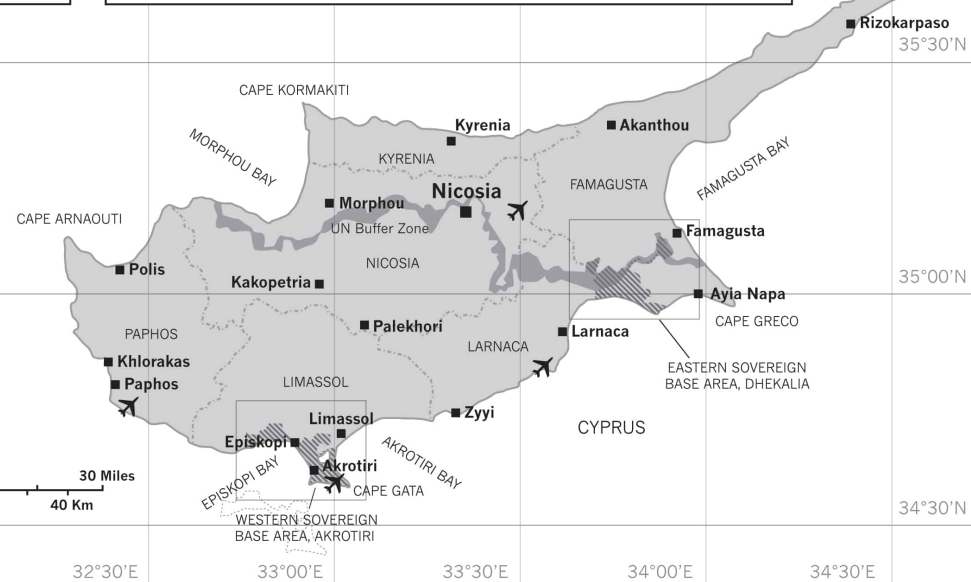 Rizokarpaso
35°30'N
CAPE KORMAKITI
Kyrenia
Akanthou
MORPHOU BAY
KYRENIA
FAMAGUSTA BAY
FAMAGUSTA
Nicosia
Morphou
CAPE ARNAOUTI
UN Buffer Zone
Famagusta
NICOSIA
Polis
35°00'N
Kakopetria
Ayia Napa
CAPE GRECO
Palekhori
Larnaca
PAPHOS
LARNACA
Khlorakas
EASTERN SOVEREIGN
BASE AREA, DHEKALIA
Paphos
LIMASSOL
Zyyi
Limassol
CYPRUS
Episkopi
AKROTIRI BAY
Akrotiri
EPISKOPI BAY
30 Miles
CAPE GATA
40 Km
34°30'N
WESTERN SOVEREIGN
BASE AREA, AKROTIRI
32°30'E
33°00'E
33°30'E
34°00'E
34°30'E